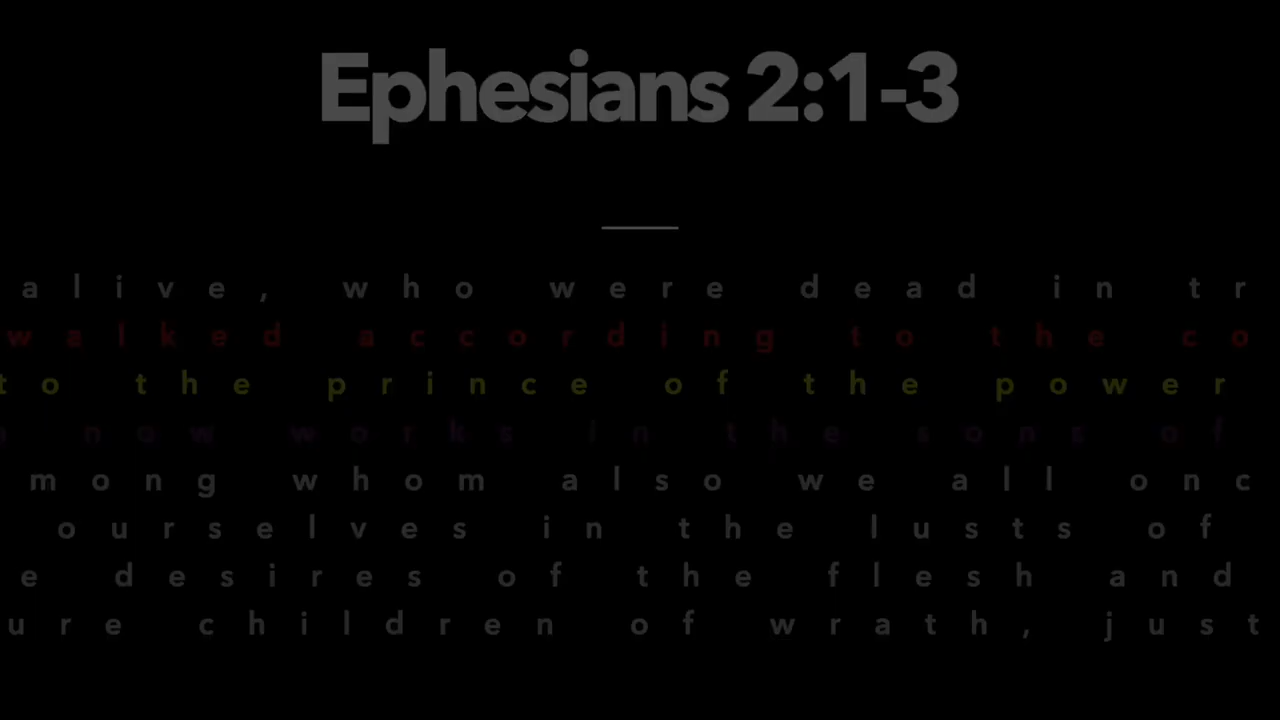 Ephesians 2:1-3
alive, who were dead in tr
walked according to the co
to the prince of the power
now works in the sons of
mong whom also we all onc
ourselves in the lusts of
e desires of the flesh and
ure children of wrath, just